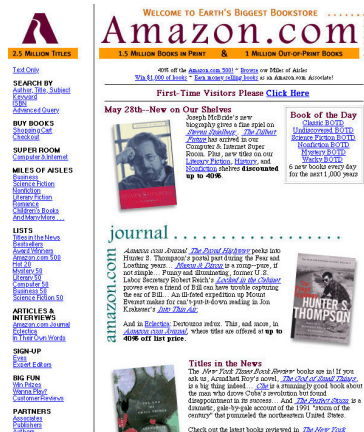 WELCOME TO EARTH'S BIGGEST BOOKSTORE
Amazon.com
2.5 MILLION TITLES
1.5 MILLION BOOKS IN PRINT & 1 MILLION OUT-OF-PRINT BOOKS
Text Only
SEARCH BY
Author, Title, Subject
Keyword
ISBN
Advanced Query
BUY BOOKS
Shopping Cart
Checkout
SUPER ROOM
Computer & Internet
MILES OF AISLES
Business
Science Fiction
Nonfiction
Literary Fiction
Romance
Children's Books
And Many More . . .
LISTS
Titles in the News
Bestsellers
Award Winners
Amazon.com 500
Hot 20
Mystery 50
Literary 50
Computer 50
Business 50
Science Fiction 50
ARTICLES &
INTERVIEWS
Amazon.com Journal
Eclectica
In Their Own Words
SIGN-UP
Eyes
Expert Editors
BIG FUN
Win Prizes
Wanna Play?
Customer Reviews
PARTNERS
Associates
Publishers
Authors
40% off the Amazon.com 500! * Browse our Miles of Aisles
Win $1,000 of books * Earn money selling books as an Amazon.com Associate!
First-Time Visitors Please Click Here
May 28th--New on Our Shelves
Joseph McBride's new
biography gives a fine spin on
Steven Spielberg.
has arrived in our
Computer & Internet Super
Room. Plus, new titles on our
Literary Fiction, History, and
Nonfiction shelves discounted
up to 40%.
Book of the Day
Classic BOTD
Undiscovered BOTD
Science Fiction BOTD
Nonfiction BOTD
Mystery BOTD
Wacky BOTD
6 new books every day
for the next 1,000 years
journal
amazon.com
Amazon.com Journal The Proud Highway peeks into
Hunter S. Thompson's postal past during the Fear and
Loathing years... Mason & Dixon is a romp--pure, if
not simple... Funny and illuminating, former U. S.
Labor Secretary Robert Reich's Locked in the Cabinet
proves even a friend of Bill can have trouble capturing
the ear of Bill... An ill-fated expedition up Mount
Everest makes for can't-put-it-down reading in Jon
Krakauer's Into Thin Air.
And in Eclectica: Dertouzos redux. This, and more, in
Amazon.com Journal, where titles are offered at up to
40% off list price.
HUNTER S.
THOMPSON
Titles in the News
The New York Times Book Review books are in! If you
ask us, Arundhati Roy's novel, The God of Small Things,
is a big thing indeed...
is a stunningly good book about
the man who drove Cuba's revolution but found
disappointment in its success... And The Perfect Storm is a
dramatic, gale-by-gale account of the 1991 "storm of the
century" that pummeled the northeastern United States.
Check out the latest books reviewed in The New York